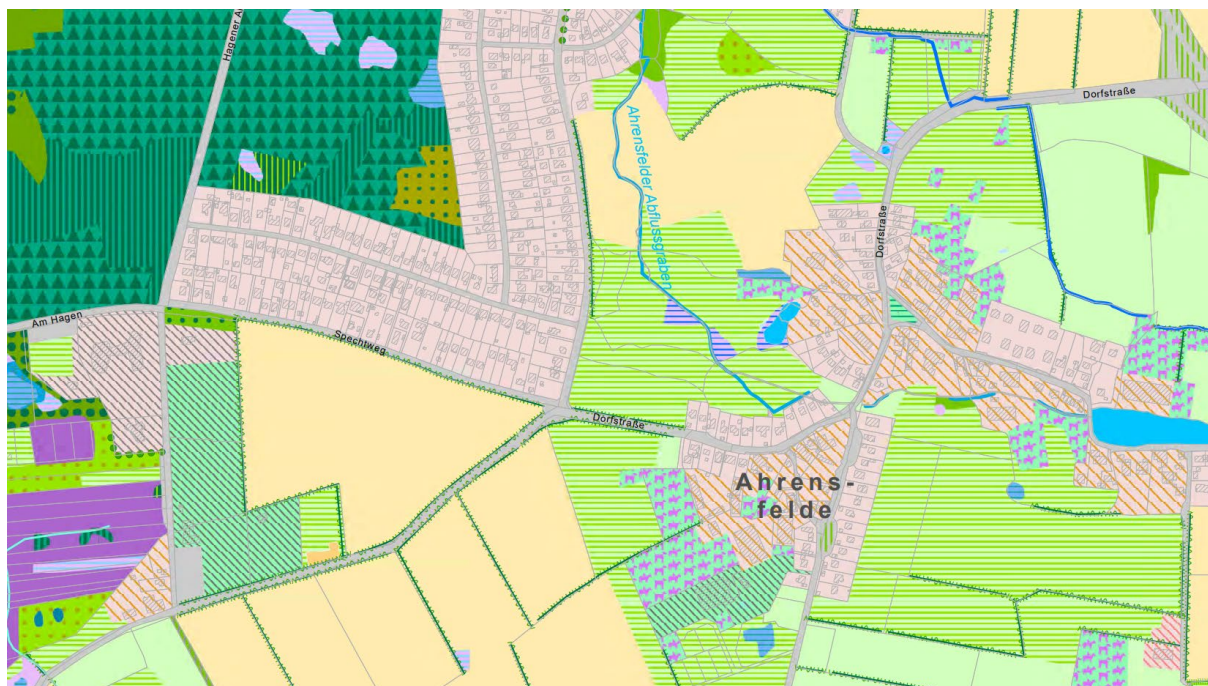 Hagener A
Dorfstraße
Ahrensfelder Abflussgraben
Dorfstraße
Am Hagen
Spechtweg
Dorfstraße
Ahrens-
felde